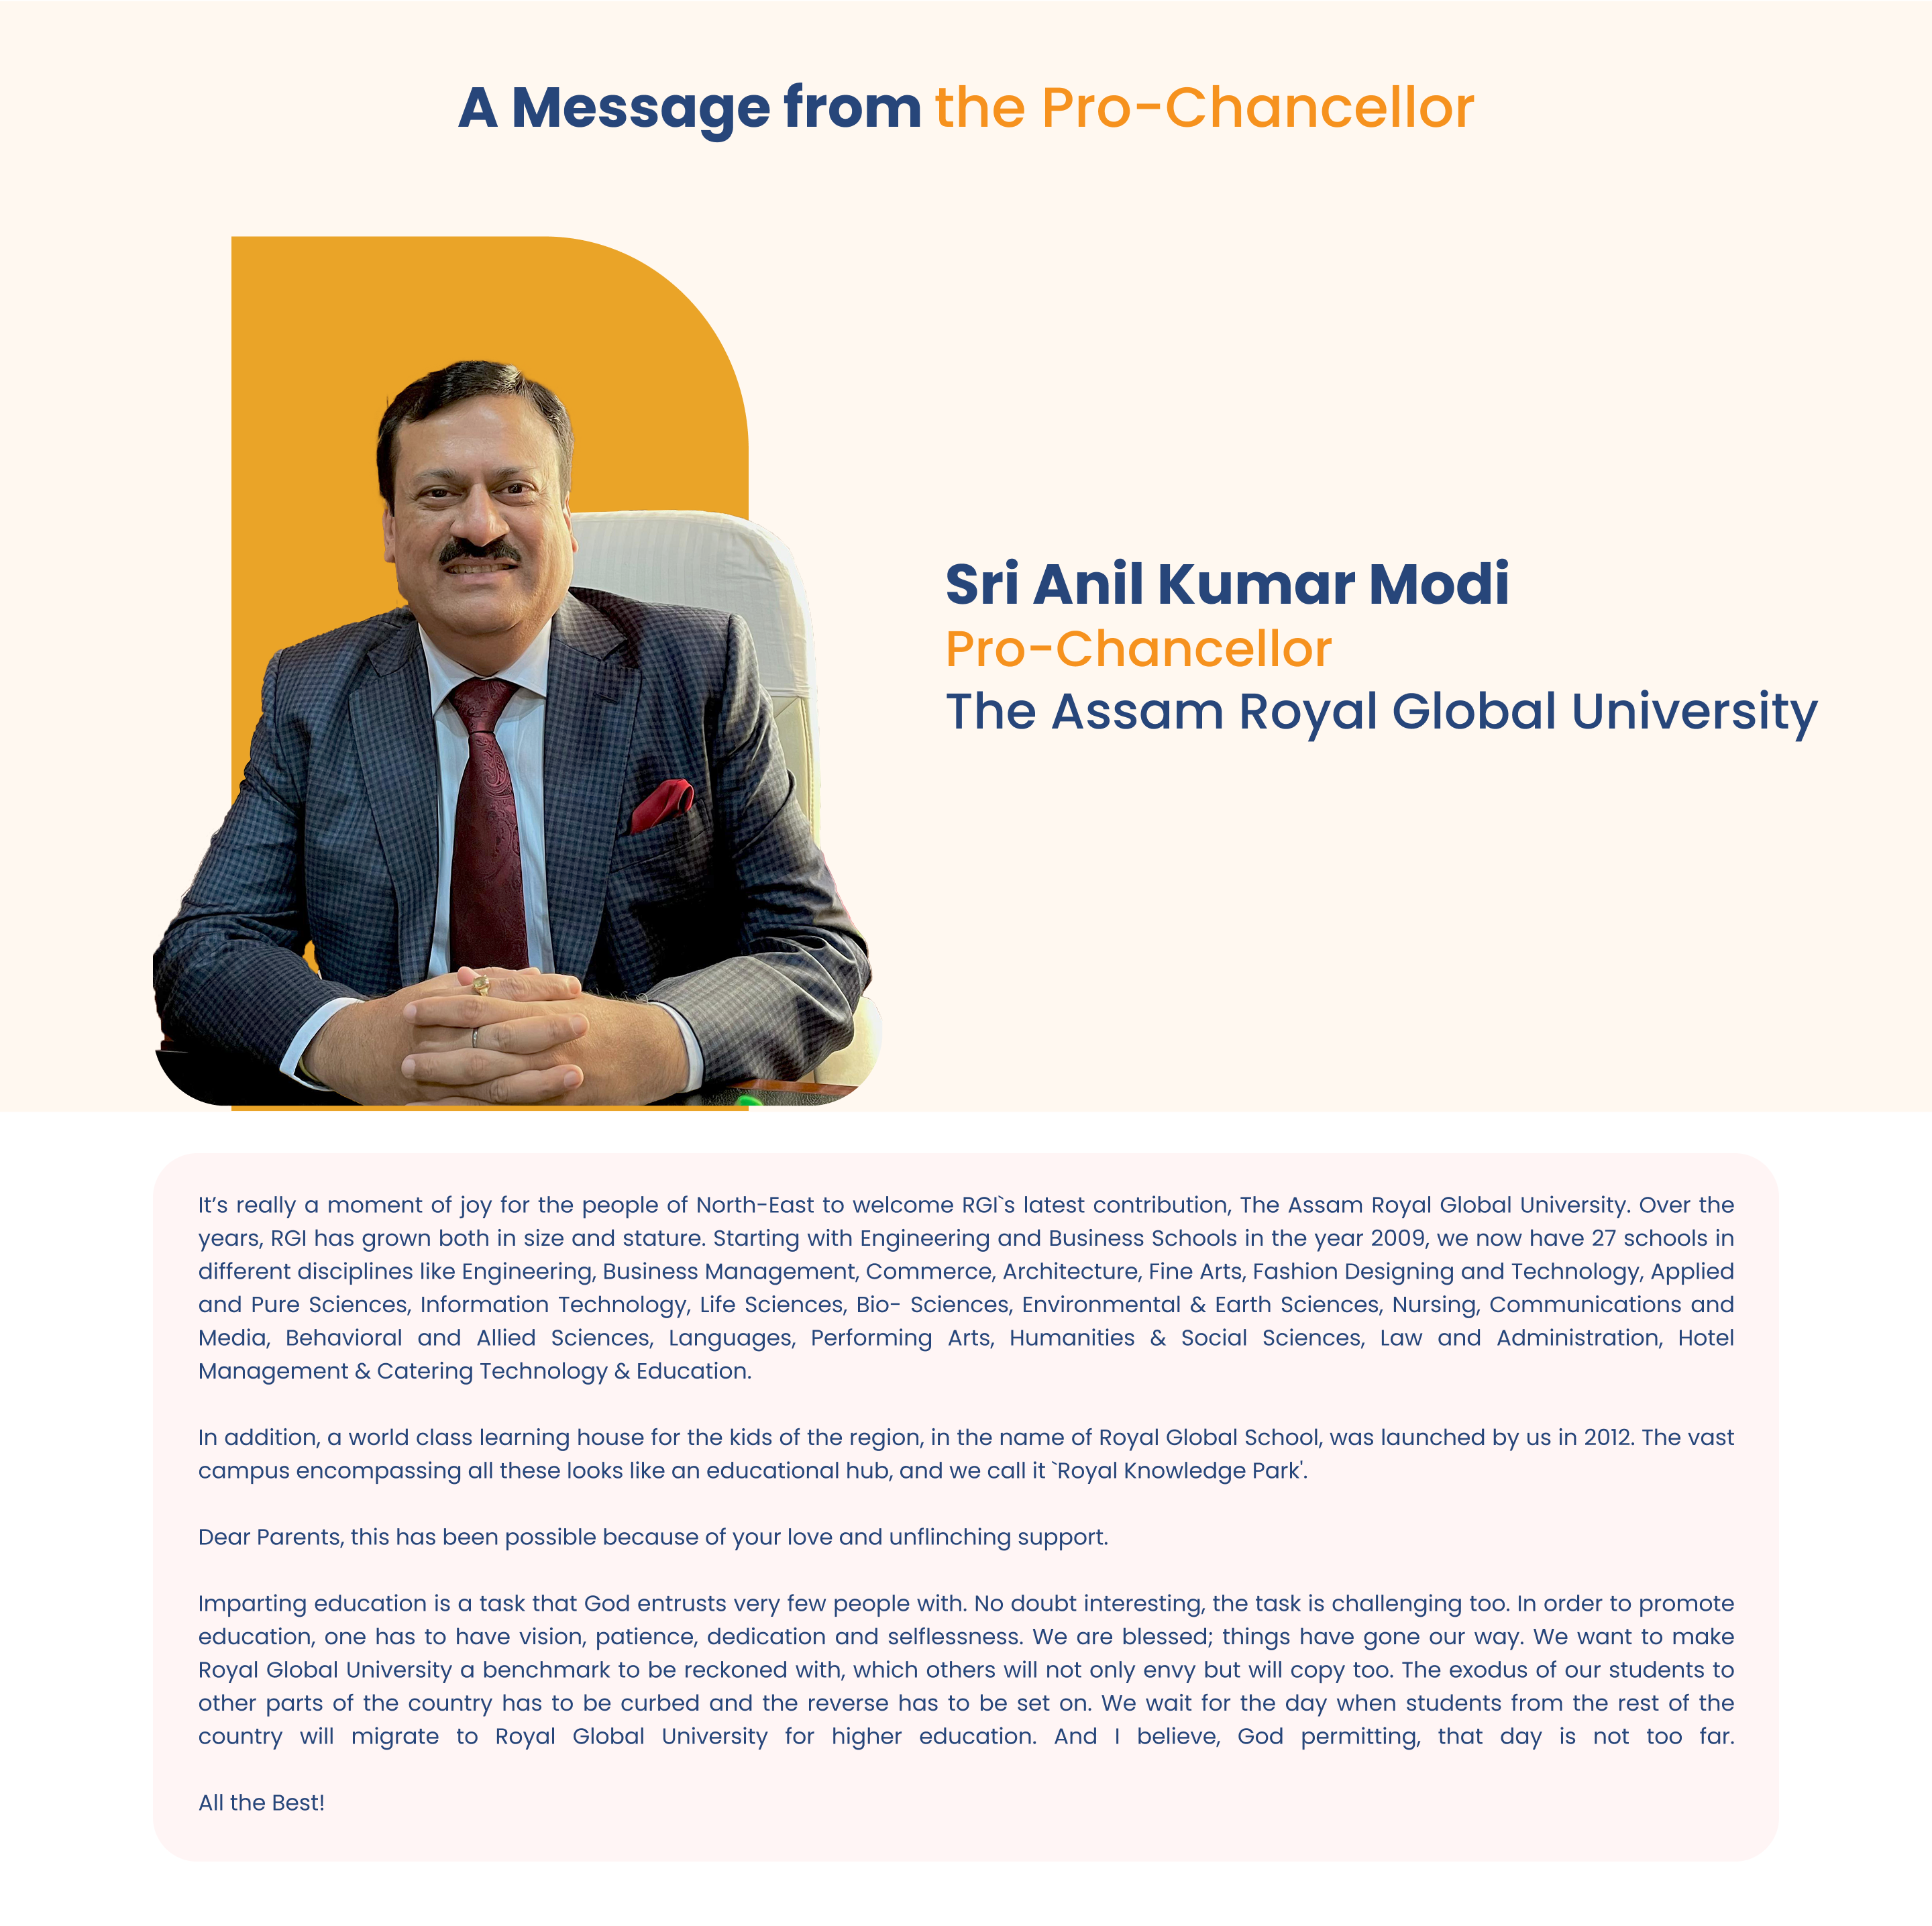 A Message from the Pro-Chancellor
Sri Anil Kumar Modi
Pro-Chancellor
The Assam Royal Global University
It’s really a moment of joy for the people of North-East to welcome RGI`s latest contribution, The Assam Royal Global University. Over the
years, RGI has grown both in size and stature. Starting with Engineering and Business Schools in the year 2009, we now have 27 schools in
different disciplines like Engineering, Business Management, Commerce, Architecture, Fine Arts, Fashion Designing and Technology, Applied
and Pure Sciences, Information Technology, Life Sciences, Bio- Sciences, Environmental & Earth Sciences, Nursing, Communications and
Media, Behavioral and Allied Sciences, Languages, Performing Arts, Humanities & Social Sciences, Law and Administration, Hotel
Management & Catering Technology & Education.
In addition, a world class learning house for the kids of the region, in the name of Royal Global School, was launched by us in 2012. The vast
campus encompassing all these looks like an educational hub, and we call it `Royal Knowledge Park'.
Dear Parents, this has been possible because of your love and unflinching support.
Imparting education is a task that God entrusts very few people with. No doubt interesting, the task is challenging too. In order to promote
education, one has to have vision, patience, dedication and selflessness. We are blessed; things have gone our way. We want to make
Royal Global University a benchmark to be reckoned with, which others will not only envy but will copy too. The exodus of our students to
other parts of the country has to be curbed and the reverse has to be set on. We wait for the day when students from the rest of the
country will migrate to Royal Global University for higher education. And I believe, God permitting, that day is not too far.
All the Best!